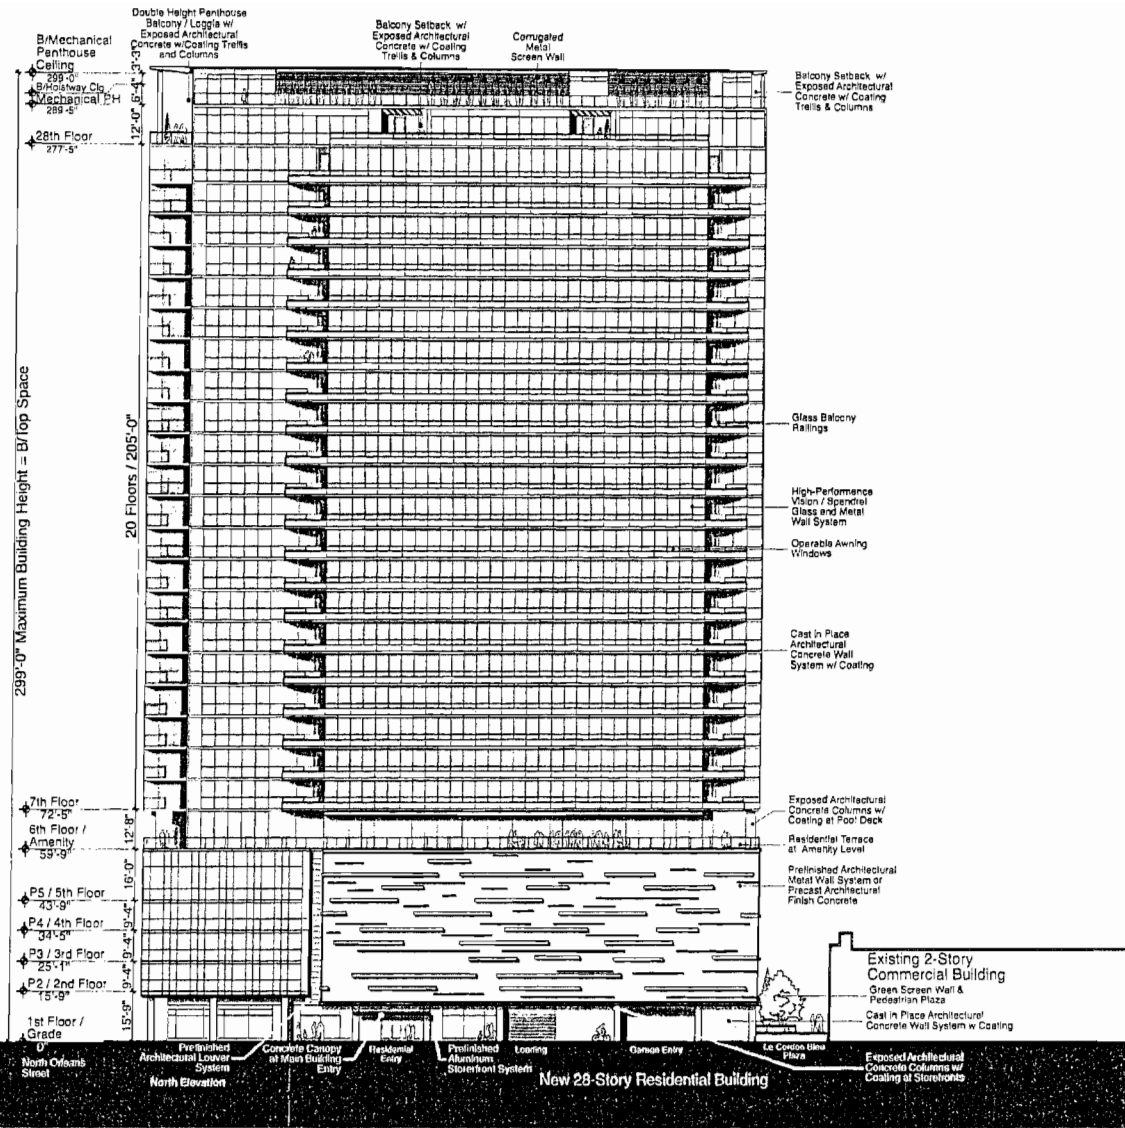 Double Height Penthouse
Balcony / Loggia w/
Exposed Architectural
Concrete w/Coating Trellis
and Columns
Balcony Setback w/
Exposed Architectural
Concrete w/ Coating
Trellis & Columns
Corrugated
Metal
Screen Wall
Balcony Setback w/
Exposed Architectural
Concrete w/ Coating
Trellis & Columns
B/Mechanical
Penthouse
Ceiling
299'-0"
B/Hoistway Clg
Mechanical PH
289'-5"
28th Floor
277'-5"
3'-3"
6'-4"
12'-0"
299'-0" Maximum Building Height = B/Top Space
20 Floors / 205'-0"
Glass Balcony
Railings
High-Performance
Vision / Spandrel
Glass and Metal
Wall System
Operable Awning
Windows
Cast In Place
Architectural
Concrete Wall
System w/ Coating
7th Floor
72'-5"
6th Floor /
Amenity
59'-9"
P5 / 5th Floor
43'-9"
P4 / 4th Floor
34'-5"
P3 / 3rd Floor
25'-1"
P2 / 2nd Floor
15'-9"
1st Floor /
Grade
0"
12'-8"
16'-0"
9'-4"
9'-4"
9'-4"
15'-9"
Exposed Architectural
Concrete Columns w/
Coating at Pool Deck
Residential Terrace
at Amenity Level
Prefinished Architectural
Metal Wall System or
Precast Architectural
Finish Concrete
Existing 2-Story
Commercial Building
Green Screen Wall &
Pedestrian Plaza
Cast In Place Architectural
Concrete Wall System w Coating
North Orleans
Street
Prefinished
Architectural Louver
System
Concrete Canopy
at Main Building
Entry
Residential
Entry
Prefinished
Aluminum
Storefront System
Loading
Garage Entry
Le Cordon Bleu
Plaza
Exposed Architectural
Concrete Columns w/
Coating at Storefronts
North Elevation
New 28-Story Residential Building